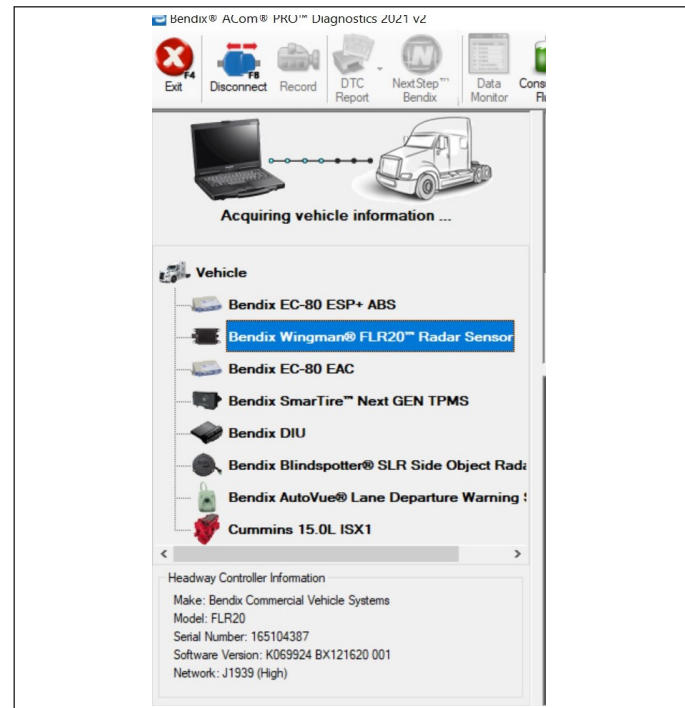 Bendix® ACom® PRO™ Diagnostics 2021 v2
F4
Exit
F8
Disconnect
Record
DTC
Report
NextStep™
Bendix
Data
Monitor
Acquiring vehicle information ...
Vehicle
Bendix EC-80 ESP+ ABS
Bendix Wingman® FLR20™ Radar Sensor
Bendix EC-80 EAC
Bendix SmarTire™ Next GEN TPMS
Bendix DIU
Bendix Blindspotter® SLR Side Object
Bendix AutoVue® Lane Departure Warning
Cummins 15.0L ISX1
Headway Controller Information
Make: Bendix Commercial Vehicle Systems
Model: FLR20
Serial Number: 165104387
Software Version: K069924 BX121620 001
Network: J1939 (High)